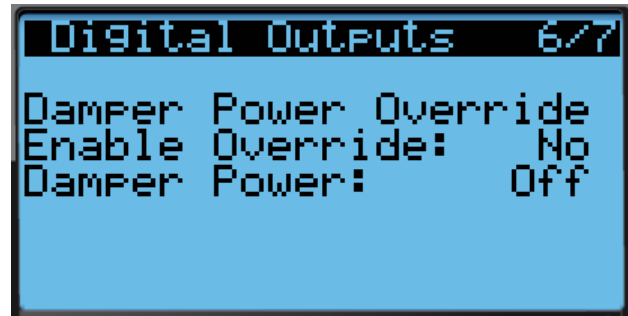 Digital Outputs 6/7
Damper Power Override
Enable Override: No
Damper Power: Off